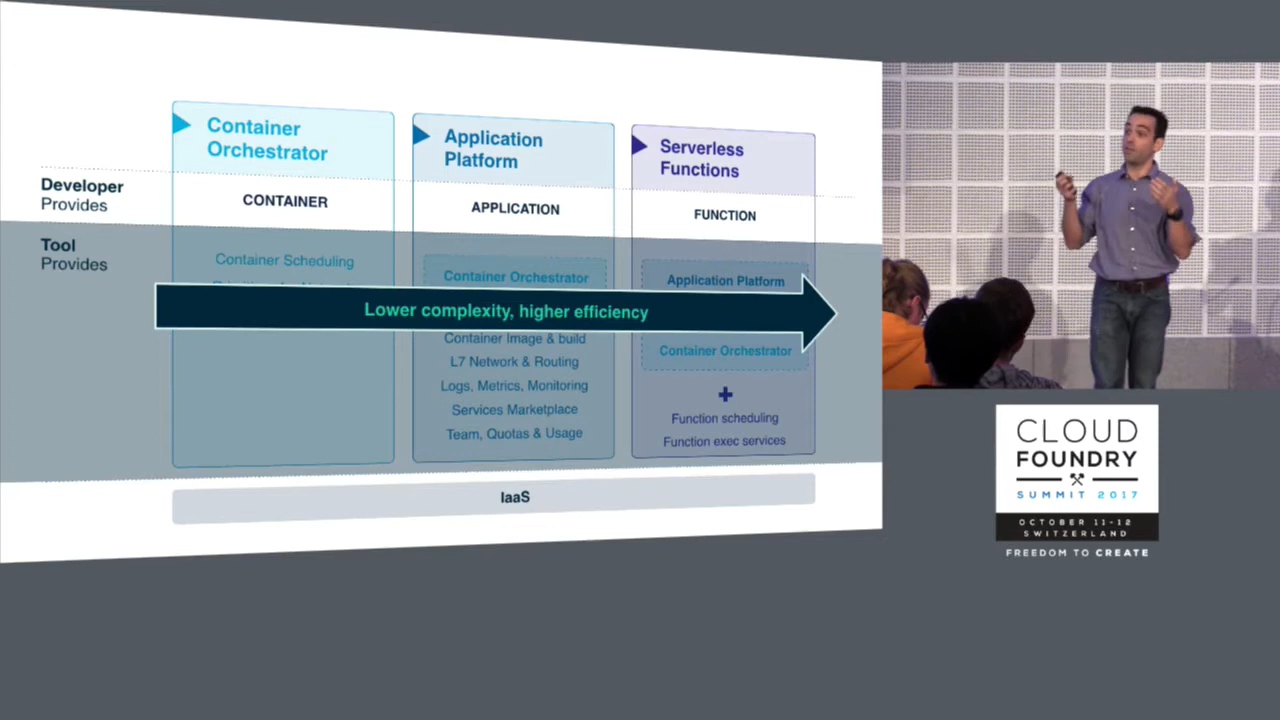 Container
Orchestrator
Application
Platform
Serverless
Functions
Developer
Provides
CONTAINER
APPLICATION
FUNCTION
Tool
Provides
Container Scheduling
Container Orchestrator
Application Platform
Lower complexity, higher efficiency
Container Image & build
L7 Network & Routing
Logs, Metrics, Monitoring
Services Marketplace
Team, Quotas & Usage
Container Orchestrator
+
Function scheduling
Function exec services
IaaS
CLOUD
FOUNDRY
SUMMIT 2017
OCTOBER 11-12
SWITZERLAND
FREEDOM TO CREATE